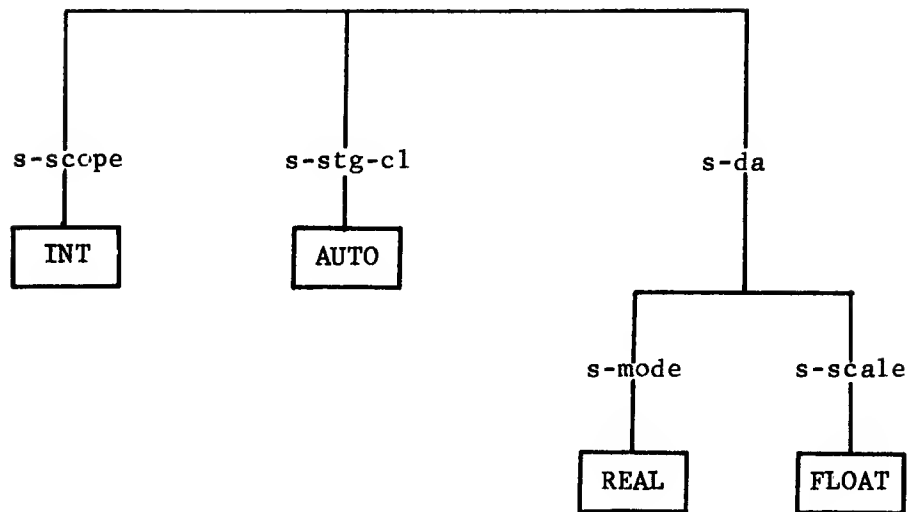 s-scope s-stg-cl s-da
INT AUTO
s-mode s-scale
REAL FLOAT